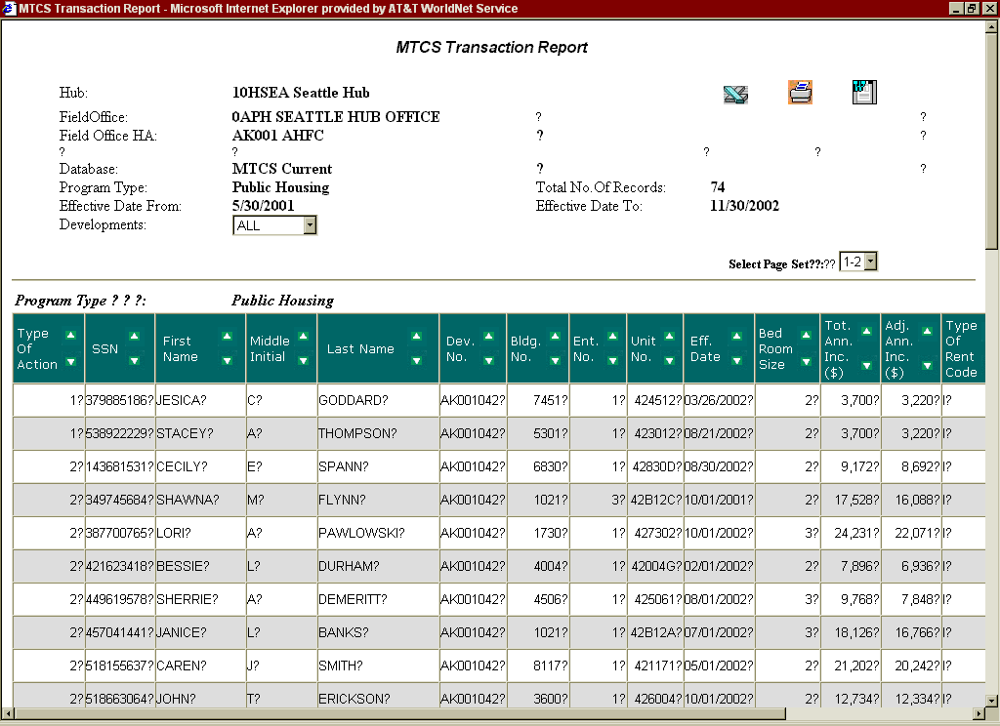 MTCS Transaction Report - Microsoft Internet Explorer provided by AT&T WorldNet Service
MTCS Transaction Report
Hub: 10HSEA Seattle Hub
FieldOffice: 0APH SEATTLE HUB OFFICE ? ?
Field Office HA: AK001 AHFC ? ?
? ? ? ?
Database: MTCS Current ? ?
Program Type: Public Housing Total No.Of Records: 74
Effective Date From: 5/30/2001 Effective Date To: 11/30/2002
Developments: ALL
Select Page Set??:?? 1-2
Program Type ? ? ?: Public Housing
Type Of Action SSN First Name Middle Initial Last Name Dev. No. Bldg. No. Ent. No. Unit No. Eff. Date Bed Room Size Tot. Ann. Inc. ($) Adj. Ann. Inc. ($) Type Of Rent Code
1? 379885186? JESICA? C? GODDARD? AK001042? 7451? 1? 424512? 03/26/2002? 2? 3,700? 3,220? I?
1? 538922229? STACEY? A? THOMPSON? AK001042? 5301? 1? 423012? 08/21/2002? 2? 3,700? 3,220? I?
2? 143681531? CECILY? E? SPANN? AK001042? 6830? 1? 42830D? 08/30/2002? 2? 9,172? 8,692? I?
2? 349745684? SHAWNA? M? FLYNN? AK001042? 1021? 3? 42B12C? 10/01/2001? 2? 17,528? 16,088? I?
2? 387700765? LORI? A? PAWLOWSKI? AK001042? 1730? 1? 427302? 10/01/2002? 3? 24,231? 22,071? I?
2? 421623418? BESSIE? L? DURHAM? AK001042? 4004? 1? 42004G? 02/01/2002? 2? 7,896? 6,936? I?
2? 449619578? SHERRIE? A? DEMERITT? AK001042? 4506? 1? 425061? 08/01/2002? 3? 9,768? 7,848? I?
2? 457041441? JANICE? L? BANKS? AK001042? 1021? 1? 42B12A? 07/01/2002? 3? 18,126? 16,766? I?
2? 518155637? CAREN? J? SMITH? AK001042? 8117? 1? 421171? 05/01/2002? 2? 21,202? 20,242? I?
2? 518663064? JOHN? T? ERICKSON? AK001042? 3600? 1? 426004? 10/01/2002? 2? 12,734? 12,334? I?